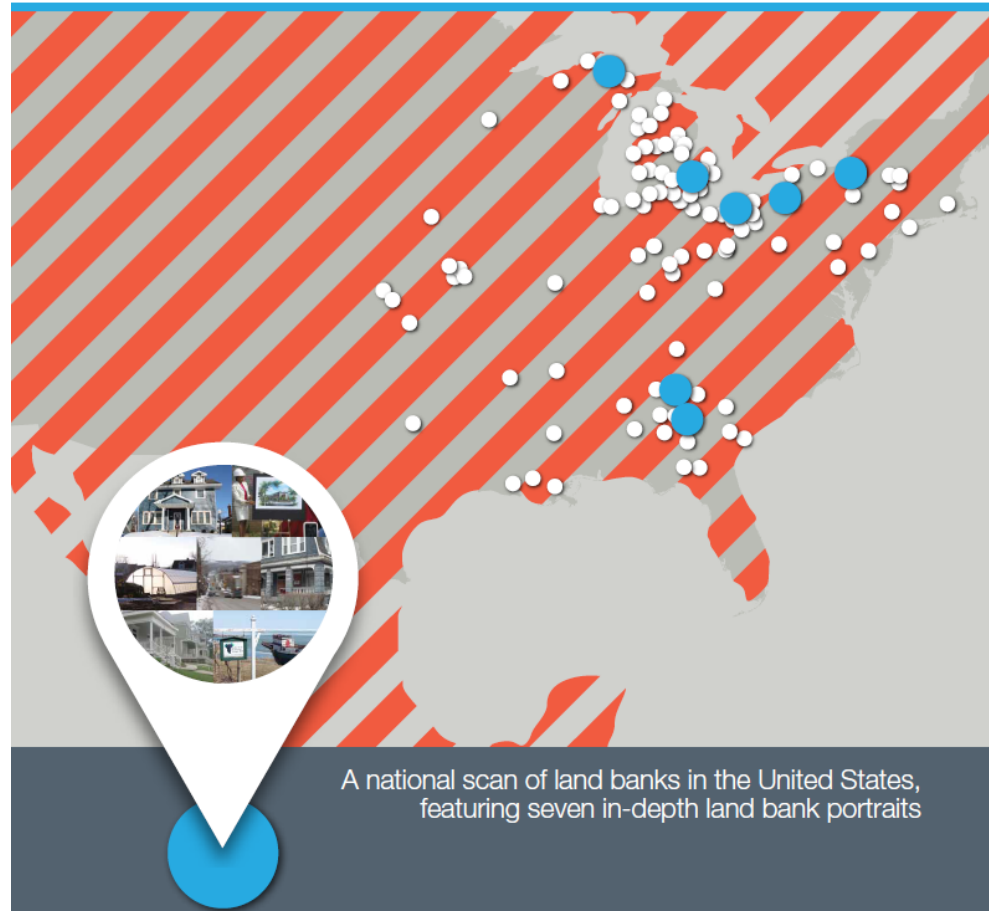 A national scan of land banks in the United States,
featuring seven in-depth land bank portraits